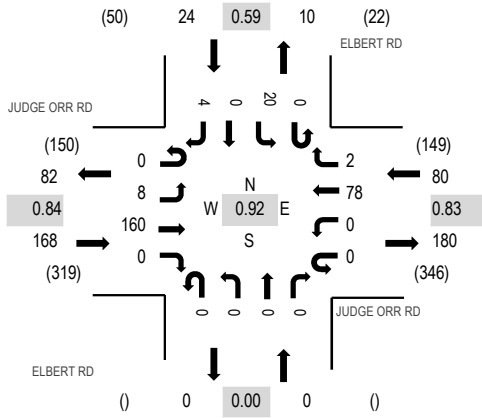 (50) 24 0.59 10 (22)
ELBERT RD
JUDGE ORR RD
4 0 20 0
(150) (149)
82 0 2 80
8 N 78
0.84 W 0.92 E 0.83
160 0
168 S 180
0 0
(319) (346)
0 0 0 0
JUDGE ORR RD
ELBERT RD
() 0 0.00 0 ()